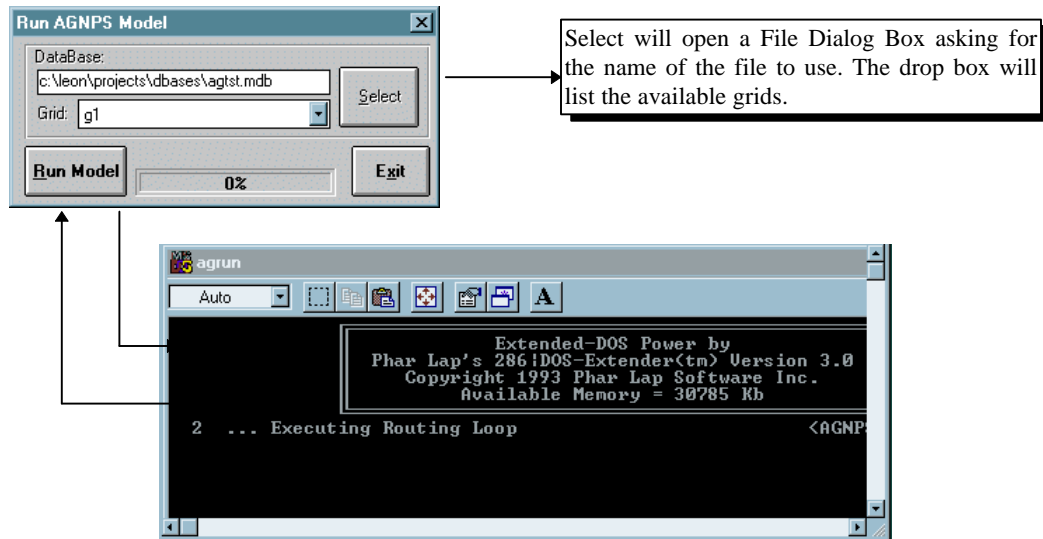 Run AGNPS Model
DataBase:
c:\leon\projects\dbases\agtst.mdb
Select
Grid: g1
Run Model
0%
Exit
Select will open a File Dialog Box asking for
the name of the file to use. The drop box will
list the available grids.
agrun
Auto
A
Extended-DOS Power by
Phar Lap's 286|DOS-Extender(tm) Version 3.0
Copyright 1993 Phar Lap Software Inc.
Available Memory = 30785 Kb
2 ... Executing Routing Loop <AGNPS